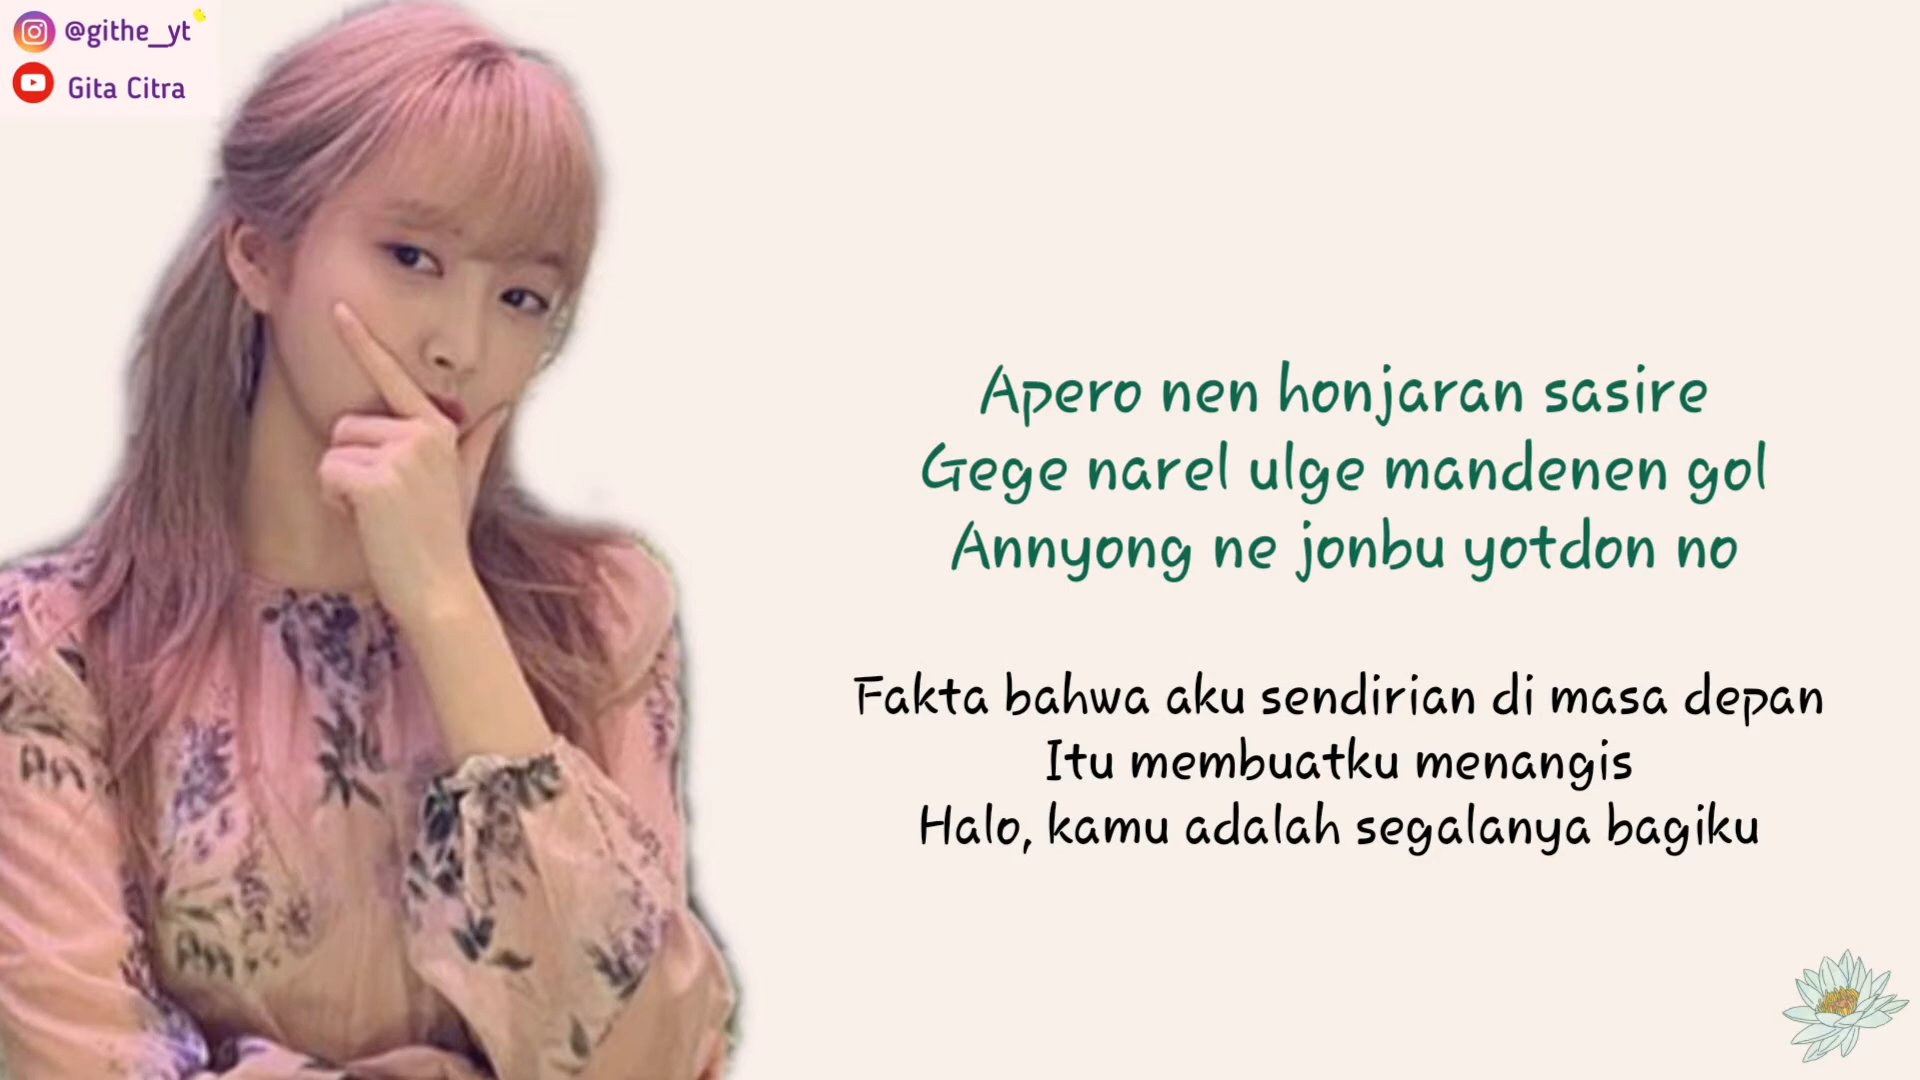 @githe_yt
Gita Citra
Apero nen honjaran sasire
Gege narel ulge mandenen gol
Annyong ne jonbu yotdon no
Fakta bahwa aku sendirian di masa depan
Itu membuatku menangis
Halo, kamu adalah segalanya bagiku